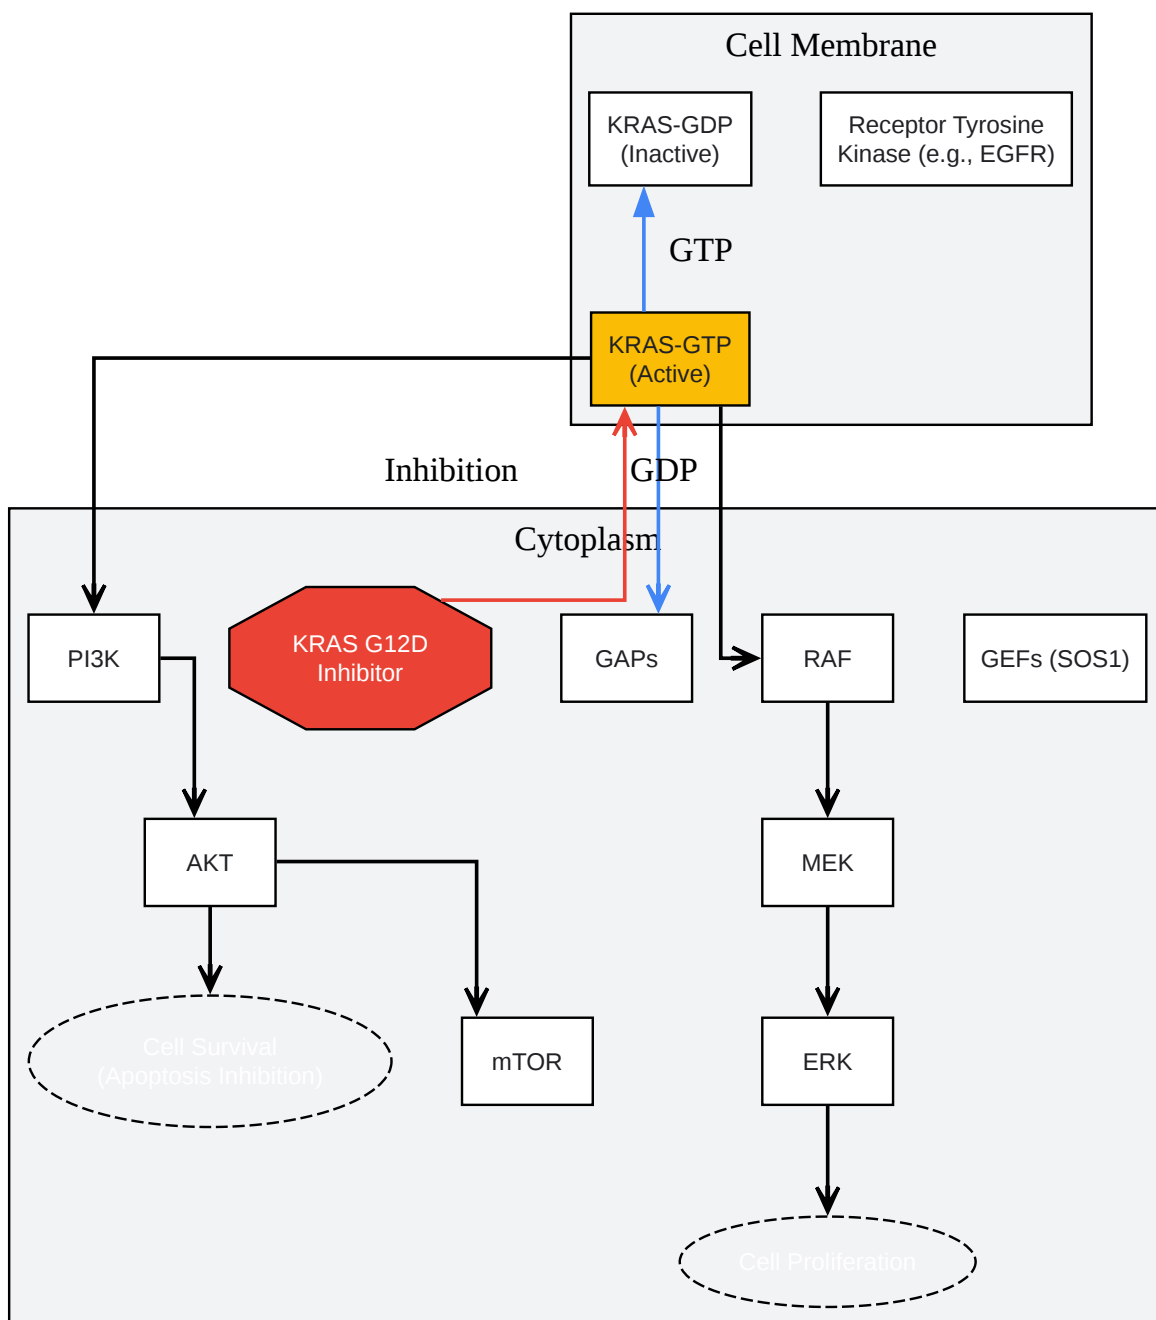 Cell Membrane
KRAS-GDP
(Inactive)
Receptor Tyrosine
Kinase (e.g., EGFR)
GTP
KRAS-GTP
(Active)
Inhibition
GDP
Cytoplasm
PI3K
KRAS G12D
Inhibitor
GAPs
RAF
GEFs (SOS1)
AKT
MEK
Cell Survival
(Apoptosis Inhibition)
mTOR
ERK
Cell Proliferation